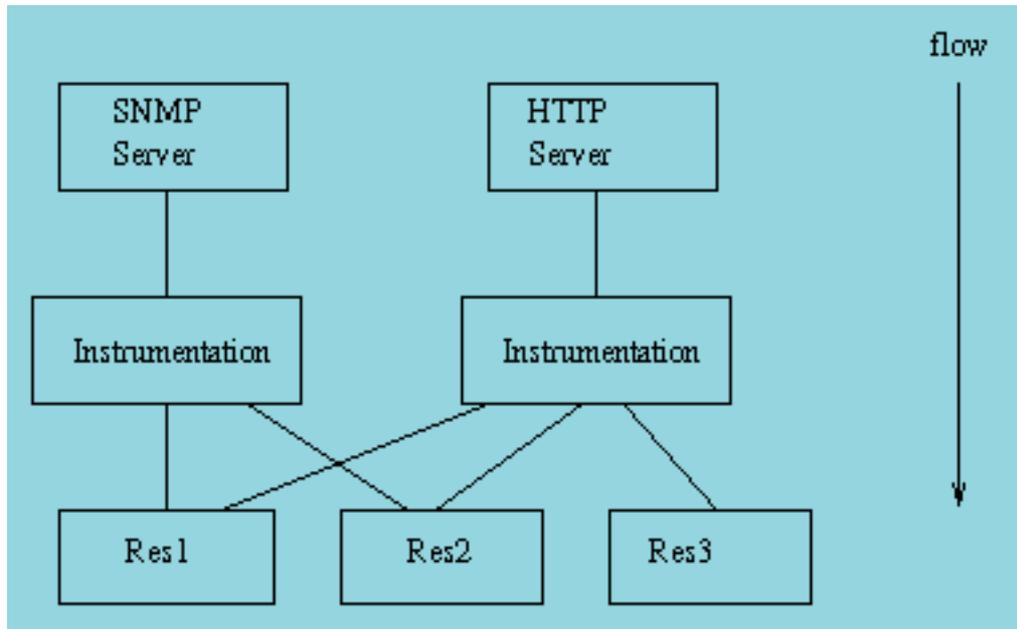 flow
SNMP
Server
HTTP
Server
Instrumentation
Instrumentation
Res1
Res2
Res3